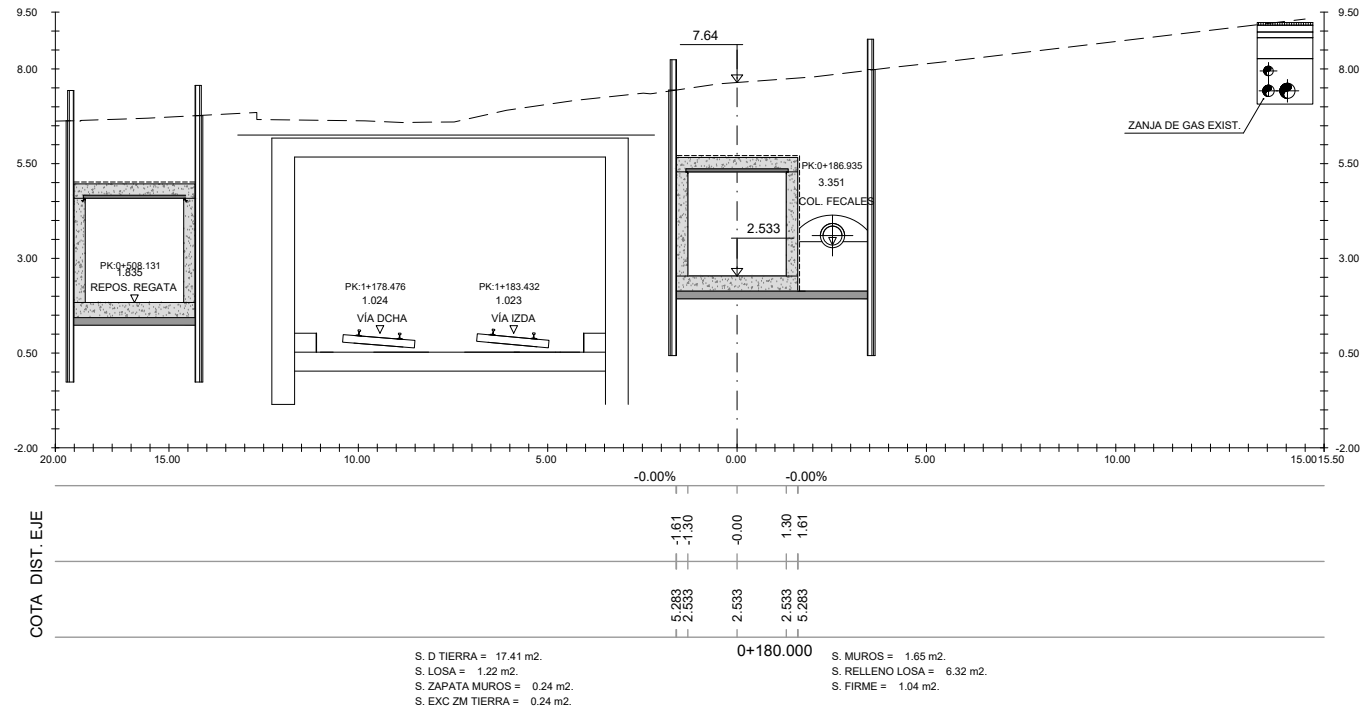 9.50
9.50
7.64
8.00
8.00
ZANJA DE GAS EXIST.
5.50
5.50
PK:0+186.935
3.351
COL. FECALES
2.533
3.00
3.00
PK:0+508.131
1.835
REPOS. REGATA
PK:1+178.476
1.024
VÍA DCHA
PK:1+183.432
1.023
VÍA IZDA
0.50
0.50
-2.00
-2.00
20.00
15.00
10.00
5.00
0.00
5.00
10.00
15.00
15.50
-0.00%
-0.00%
DIST. EJE
-1.61
-1.30
-0.00
1.30
1.61
COTA
5.283
2.533
2.533
2.533
5.283
0+180.000
S. D TIERRA = 17.41 m2.
S. LOSA = 1.22 m2.
S. ZAPATA MUROS = 0.24 m2.
S. EXC ZM TIERRA = 0.24 m2.
S. MUROS = 1.65 m2.
S. RELLENO LOSA = 6.32 m2.
S. FIRME = 1.04 m2.